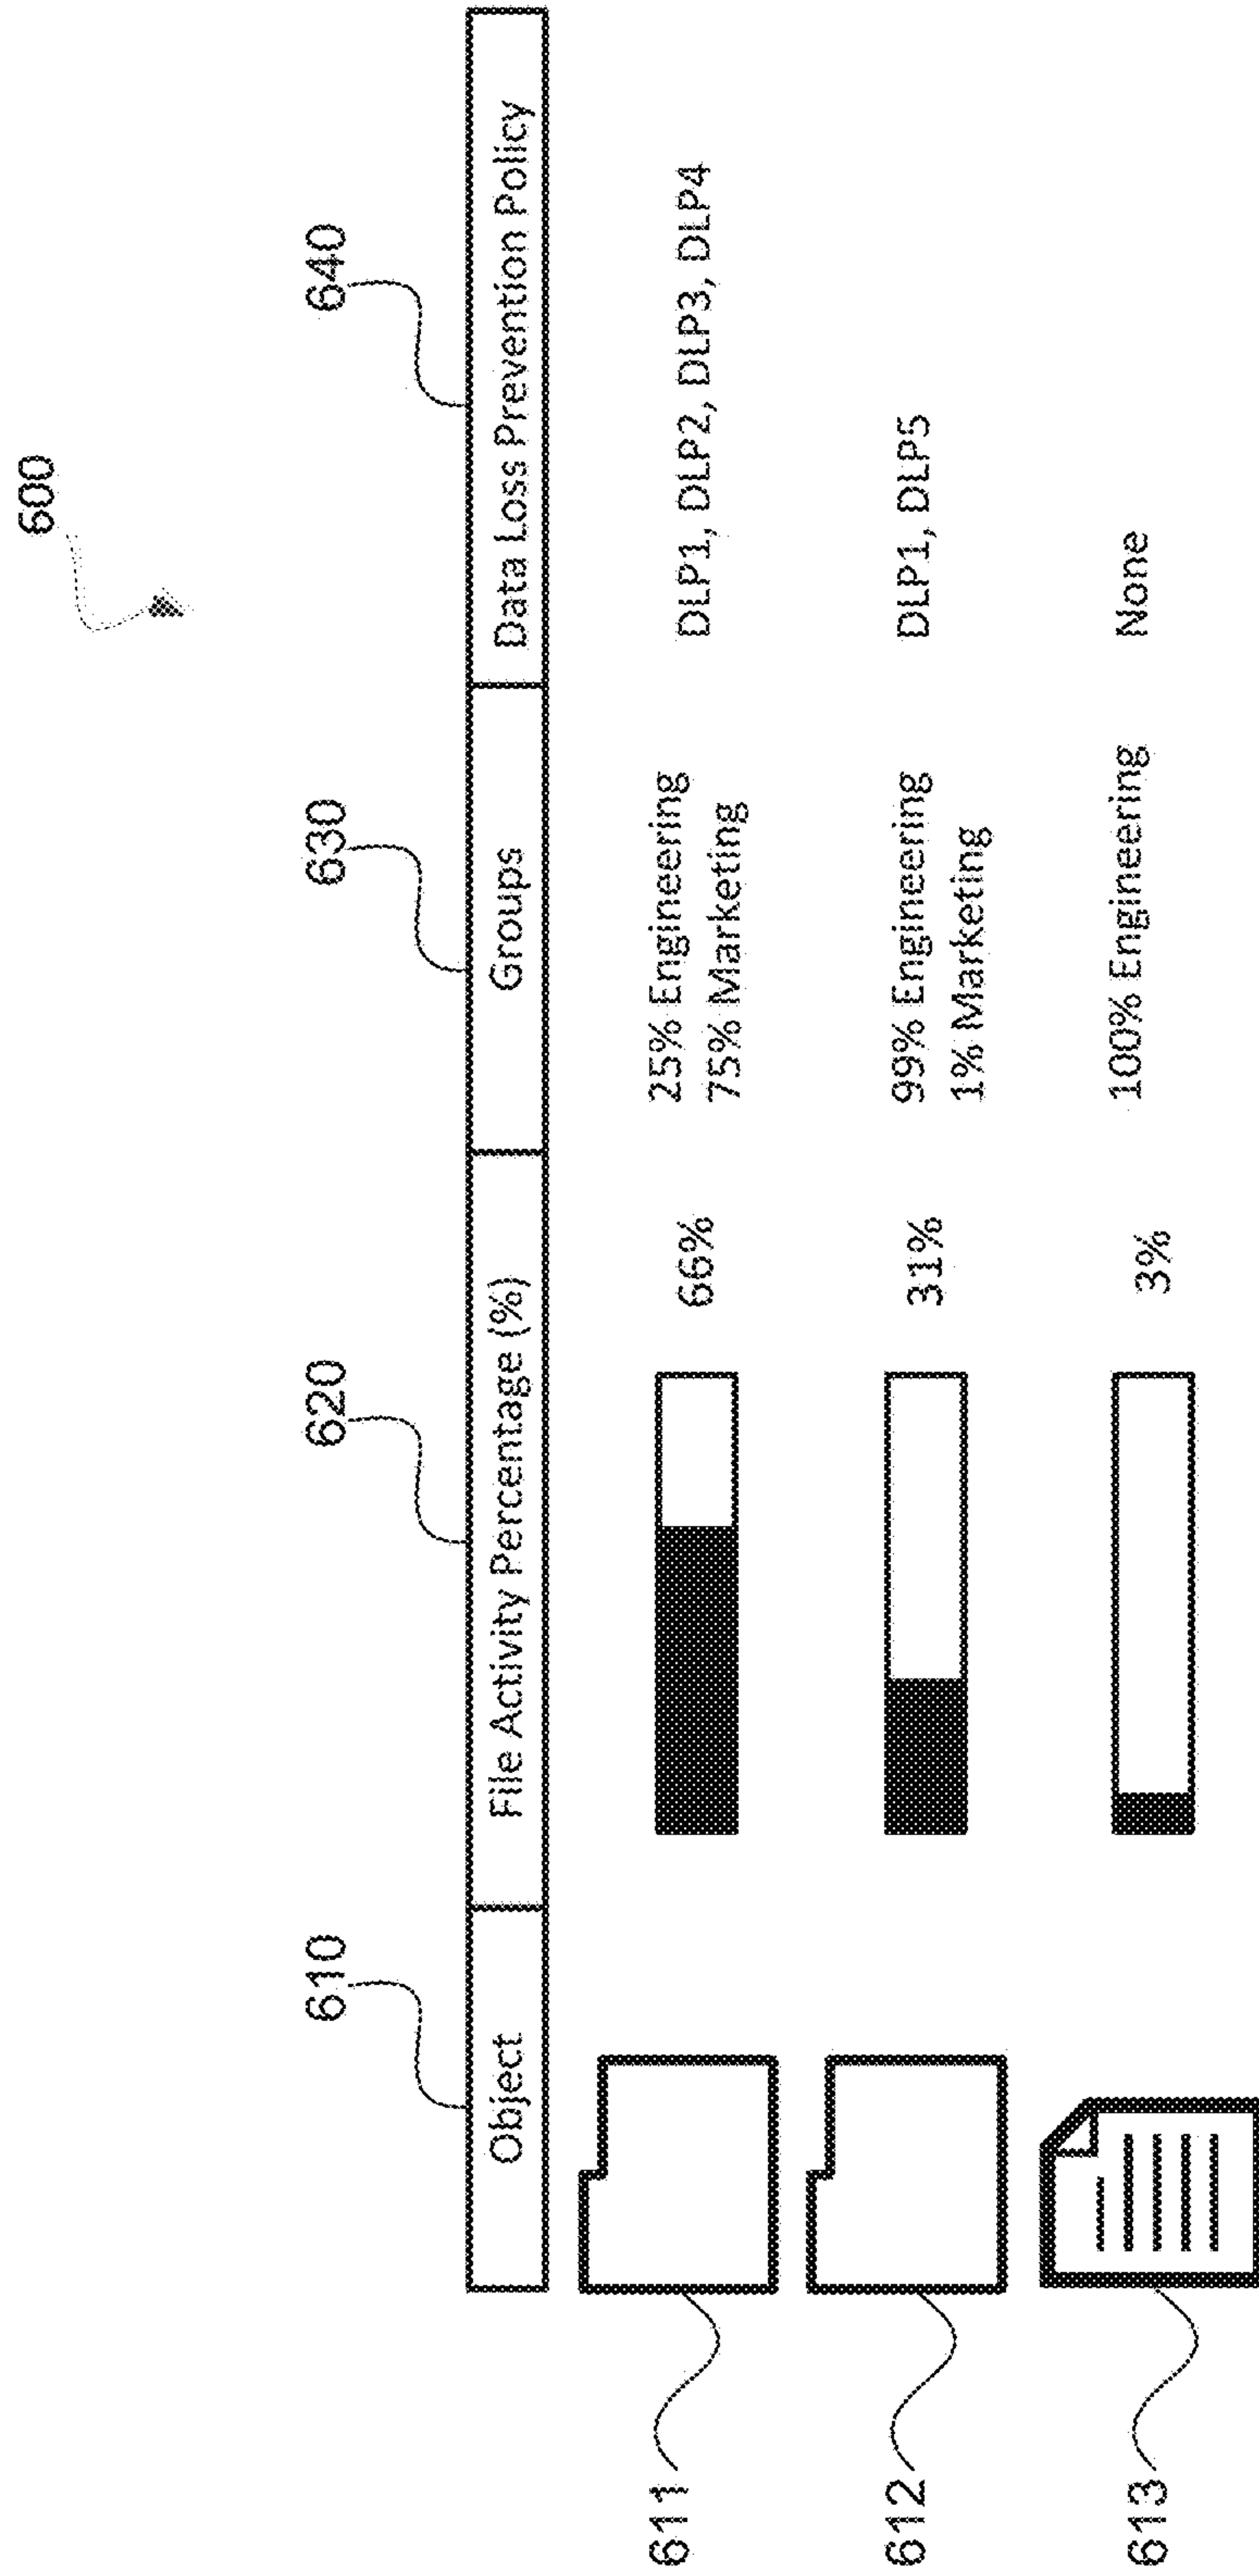 600
610
620
630
640
Object
File Activity Percentage (%)
Groups
Data Loss Prevention Policy
611
66%
25% Engineering
75% Marketing
DLP1, DLP2, DLP3, DLP4
612
31%
99% Engineering
1% Marketing
DLP1, DLP5
613
3%
100% Engineering
None